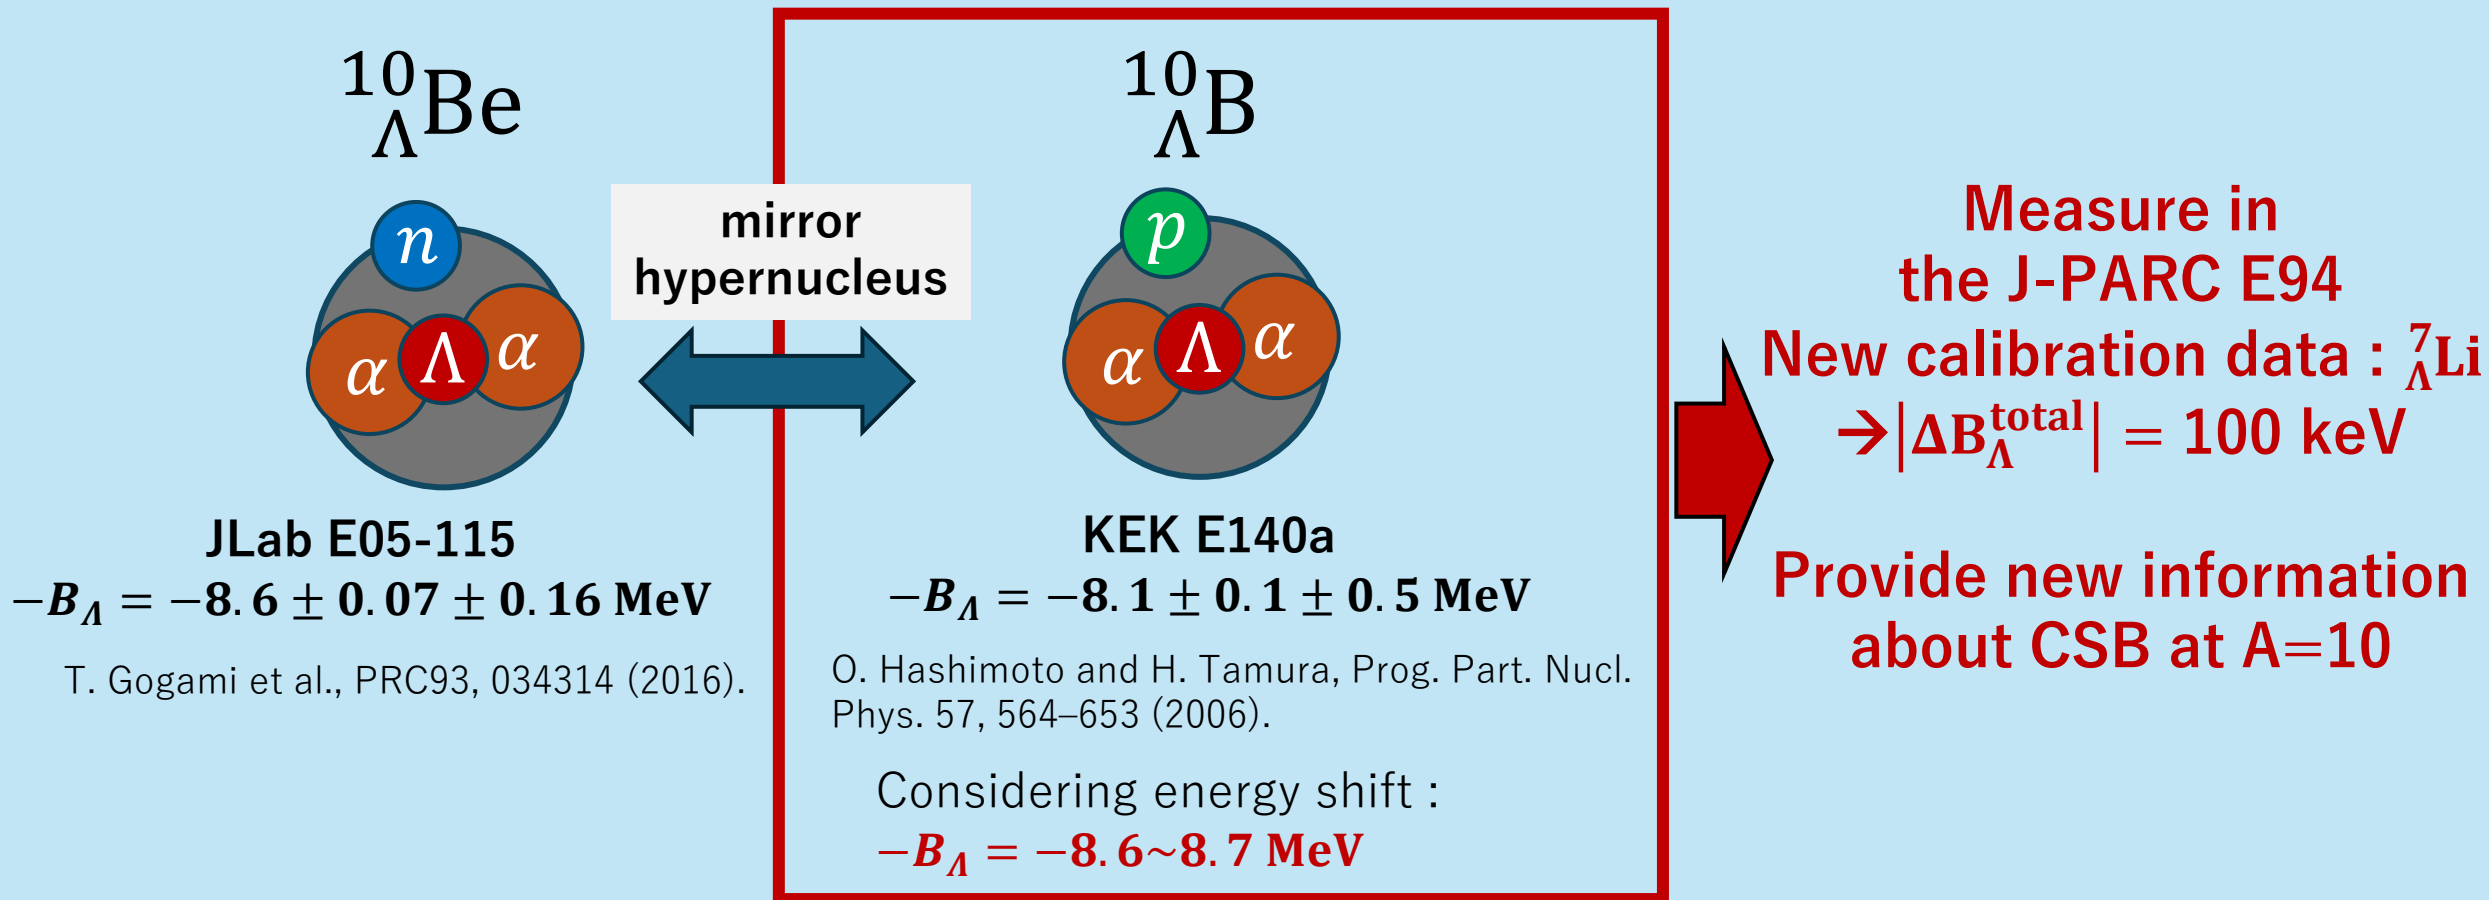 ¹⁰ΛBe
n
α Λ α
JLab E05-115
−B_Λ = −8.6 ± 0.07 ± 0.16 MeV
T. Gogami et al., PRC93, 034314 (2016).
mirror
hypernucleus
¹⁰ΛB
p
α Λ α
KEK E140a
−B_Λ = −8.1 ± 0.1 ± 0.5 MeV
O. Hashimoto and H. Tamura, Prog. Part. Nucl.
Phys. 57, 564–653 (2006).
Considering energy shift :
−B_Λ = −8.6~8.7 MeV
Measure in
the J-PARC E94
New calibration data : ⁷ΛLi
→|ΔB_Λ^total| = 100 keV
Provide new information
about CSB at A=10